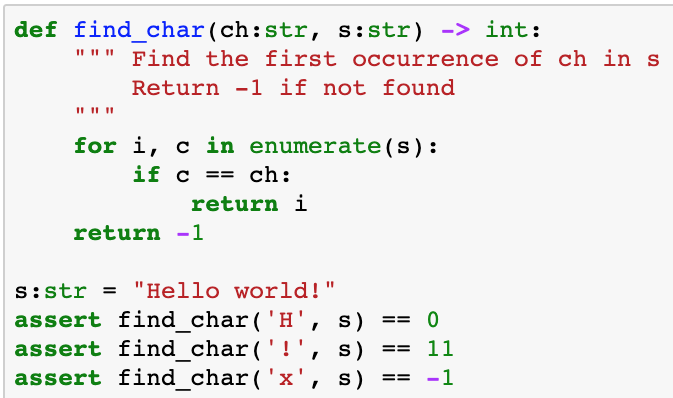 def find_char(ch:str, s:str) -> int:
    """ Find the first occurrence of ch in s
        Return -1 if not found
    """
    for i, c in enumerate(s):
        if c == ch:
            return i
    return -1

s:str = "Hello world!"
assert find_char('H', s) == 0
assert find_char('!', s) == 11
assert find_char('x', s) == -1